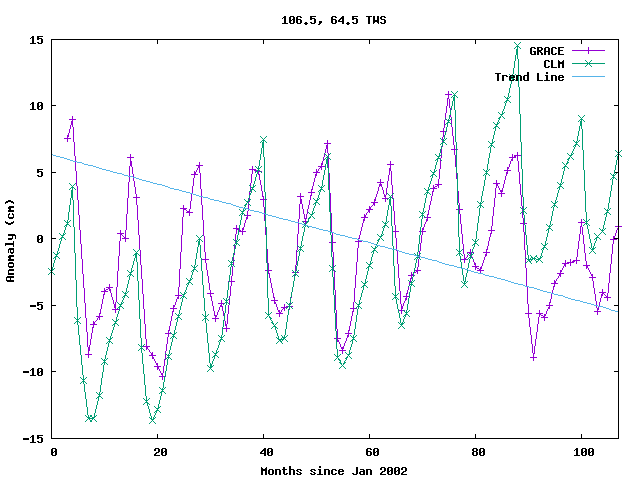 106.5, 64.5 TWS
GRACE
CLM
Trend Line
15
10
5
0
-5
-10
-15
Anomaly (cm)
0 20 40 60 80 100
Months since Jan 2002